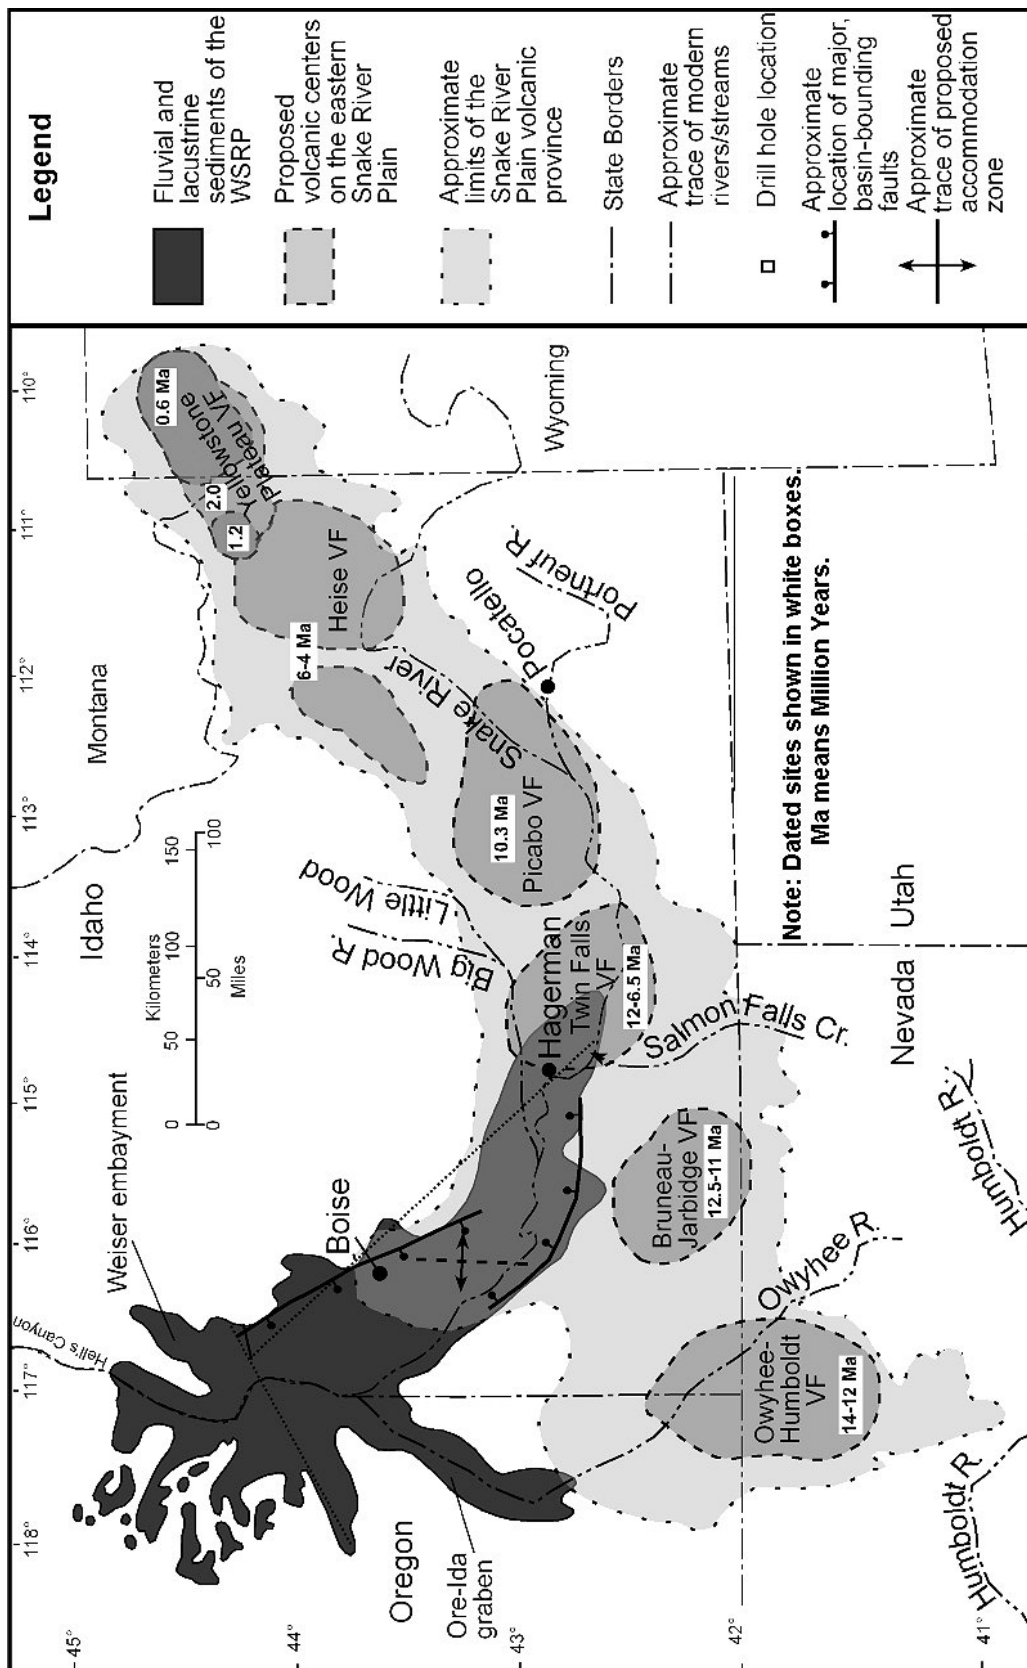 Legend
Fluvial and
lacustrine
sediments of the
WSRP
Proposed
volcanic centers
on the eastern
Snake River
Plain
Approximate
limits of the
Snake River
Plain volcanic
province
State Borders
Approximate
trace of modern
rivers/streams
Drill hole location
Approximate
location of major,
basin-bounding
faults
Approximate
trace of proposed
accommodation
zone
118°
117°
116°
115°
114°
113°
112°
111°
110°
45°
44°
43°
42°
41°
Hell's Canyon
Weiser embayment
Idaho
Montana
Kilometers
0 50 100 150
0 50 100
Miles
Oregon
Ore-Ida
graben
Boise
Big Wood R.
Little Wood
Hagerman
Twin Falls
VF
12-6.5 Ma
10.3 Ma
Picabo VF
Snake River
Pocatello
Portneuf R.
6-4 Ma
Heise VF
1.2
2.0
Yellowstone
Plateau VF
0.6 Ma
Wyoming
Salmon Falls Cr.
Bruneau-
Jarbidge VF
12.5-11 Ma
Owyhee R.
Owyhee-
Humboldt
VF
14-12 Ma
Humboldt R.
Humboldt R.
Nevada
Utah
Note: Dated sites shown in white boxes.
Ma means Million Years.